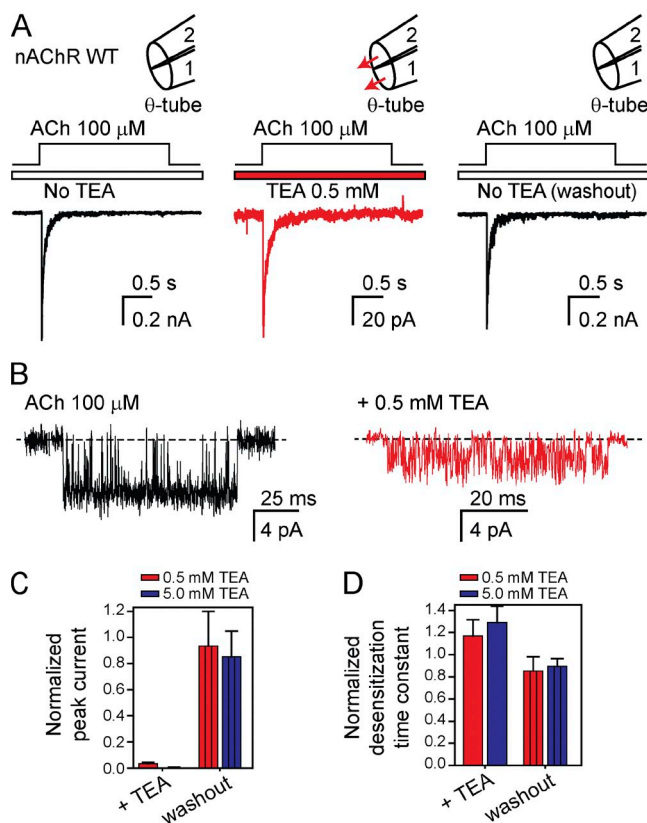 A
nAChR WT
2
1
θ-tube
2
1
θ-tube
2
1
θ-tube
ACh 100 μM
ACh 100 μM
ACh 100 μM
No TEA
TEA 0.5 mM
No TEA (washout)
0.5 s
0.2 nA
0.5 s
20 pA
0.5 s
0.2 nA
B
ACh 100 μM
+ 0.5 mM TEA
25 ms
4 pA
20 ms
4 pA
C
0.5 mM TEA
5.0 mM TEA
Normalized
peak current
1.2
1.0
0.8
0.6
0.4
0.2
0.0
+ TEA
washout
D
0.5 mM TEA
5.0 mM TEA
Normalized
desensitization
time constant
1.4
1.2
1.0
0.8
0.6
0.4
0.2
0.0
+ TEA
washout